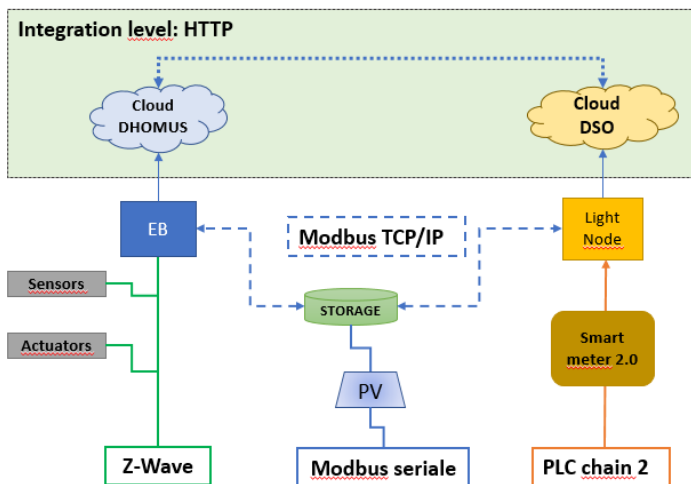 Integration level: HTTP
Cloud
DHOMUS
Cloud
DSO
EB
Modbus TCP/IP
Light
Node
Sensors
STORAGE
Actuators
Smart
meter 2.0
PV
Z-Wave
Modbus seriale
PLC chain 2